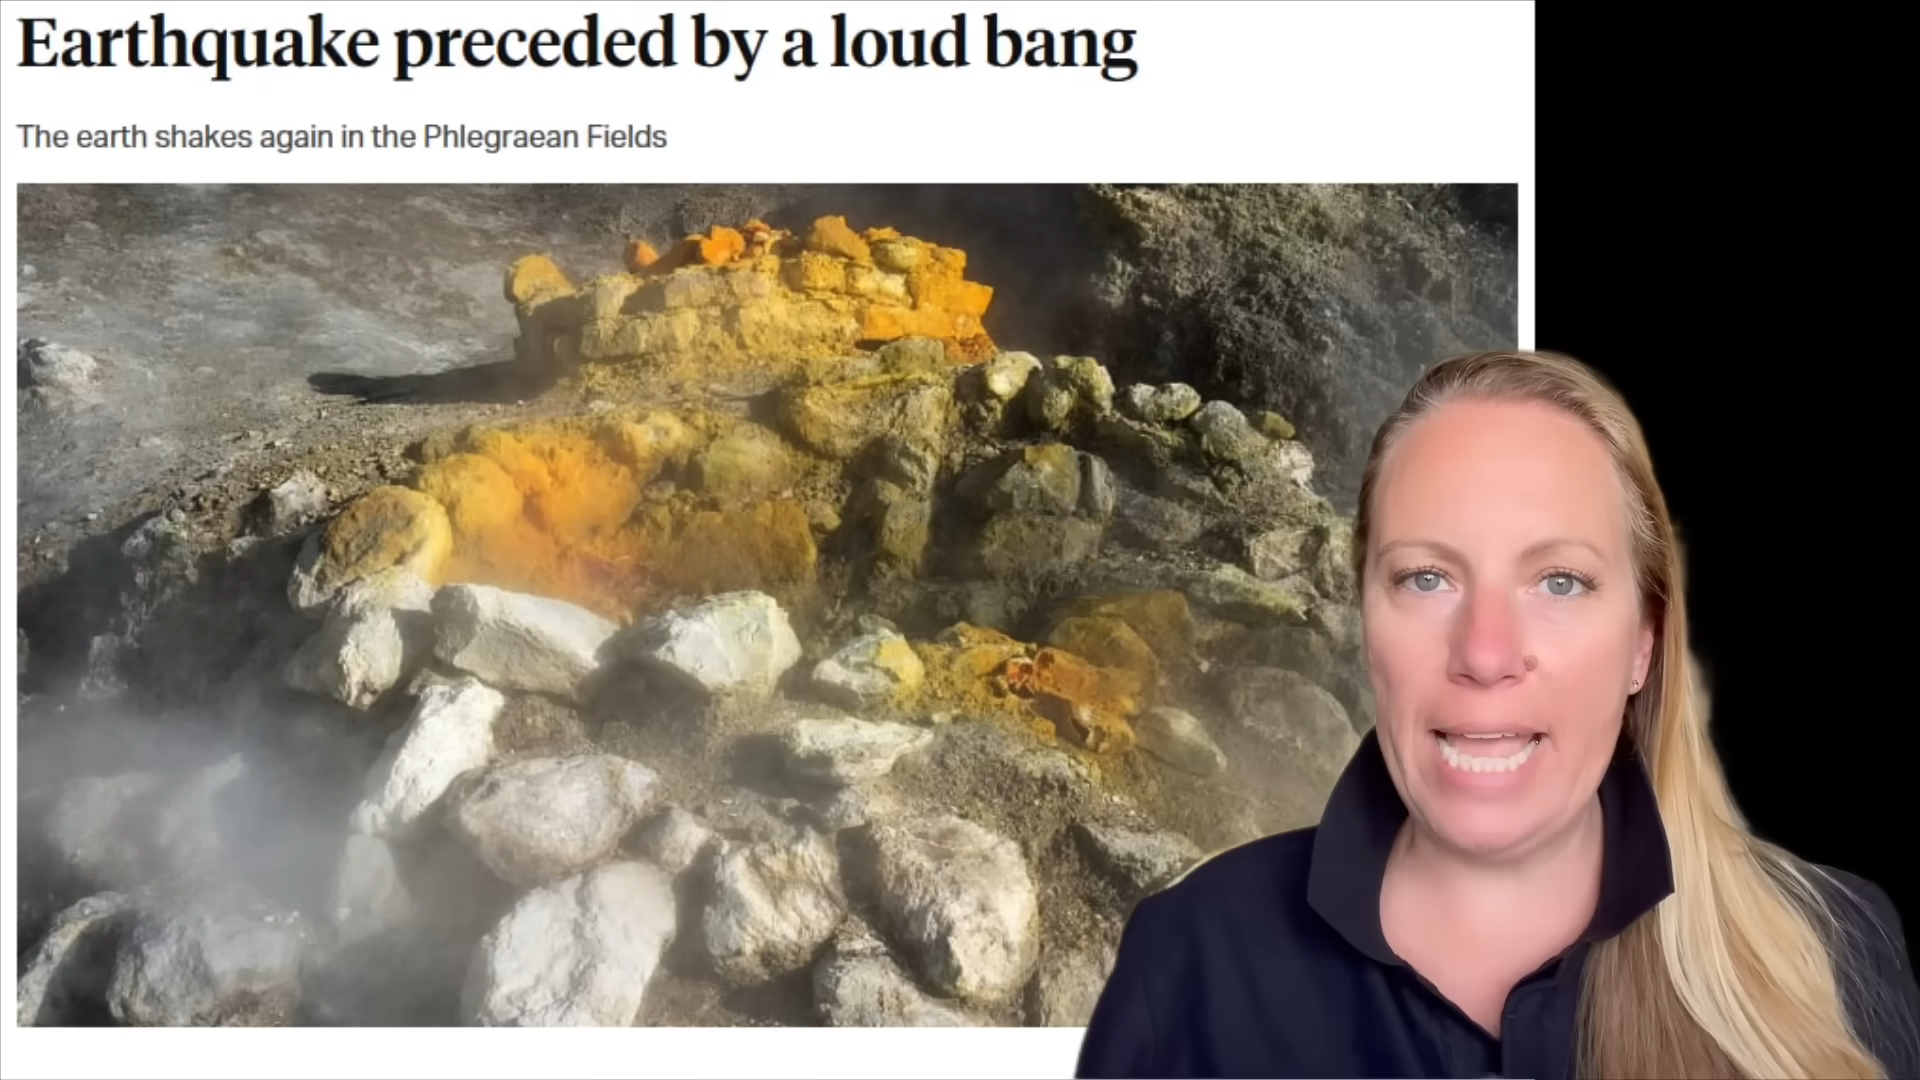 Earthquake preceded by a loud bang
The earth shakes again in the Phlegraean Fields